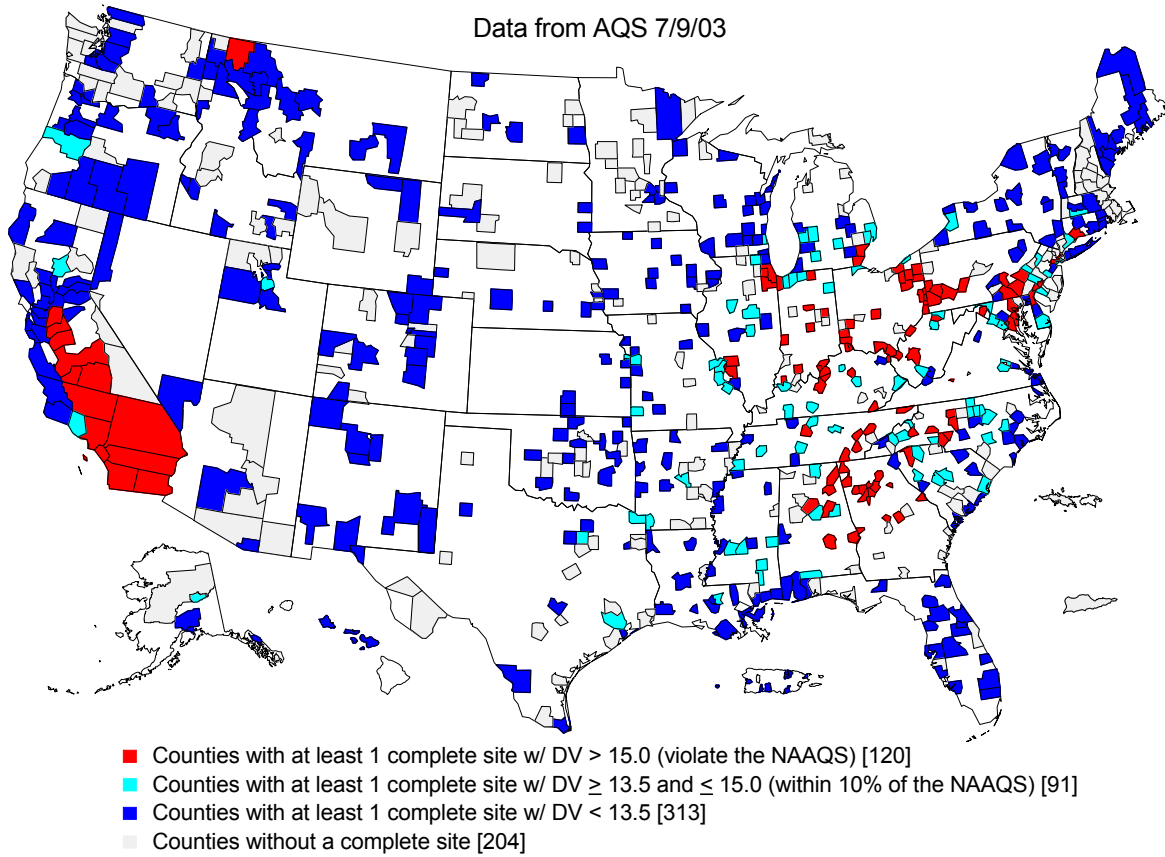 Data from AQS 7/9/03
Counties with at least 1 complete site w/ DV > 15.0 (violate the NAAQS) [120]
Counties with at least 1 complete site w/ DV ≥ 13.5 and ≤ 15.0 (within 10% of the NAAQS) [91]
Counties with at least 1 complete site w/ DV < 13.5 [313]
Counties without a complete site [204]